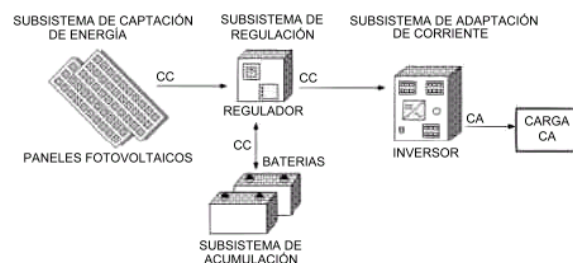 SUBSISTEMA DE CAPTACIÓN
DE ENERGÍA
SUBSISTEMA DE
REGULACIÓN
SUBSISTEMA DE ADAPTACIÓN
DE CORRIENTE
CC
CC
REGULADOR
CA
CARGA
CA
PANELES FOTOVOLTAICOS
CC
BATERIAS
INVERSOR
SUBSISTEMA DE
ACUMULACIÓN